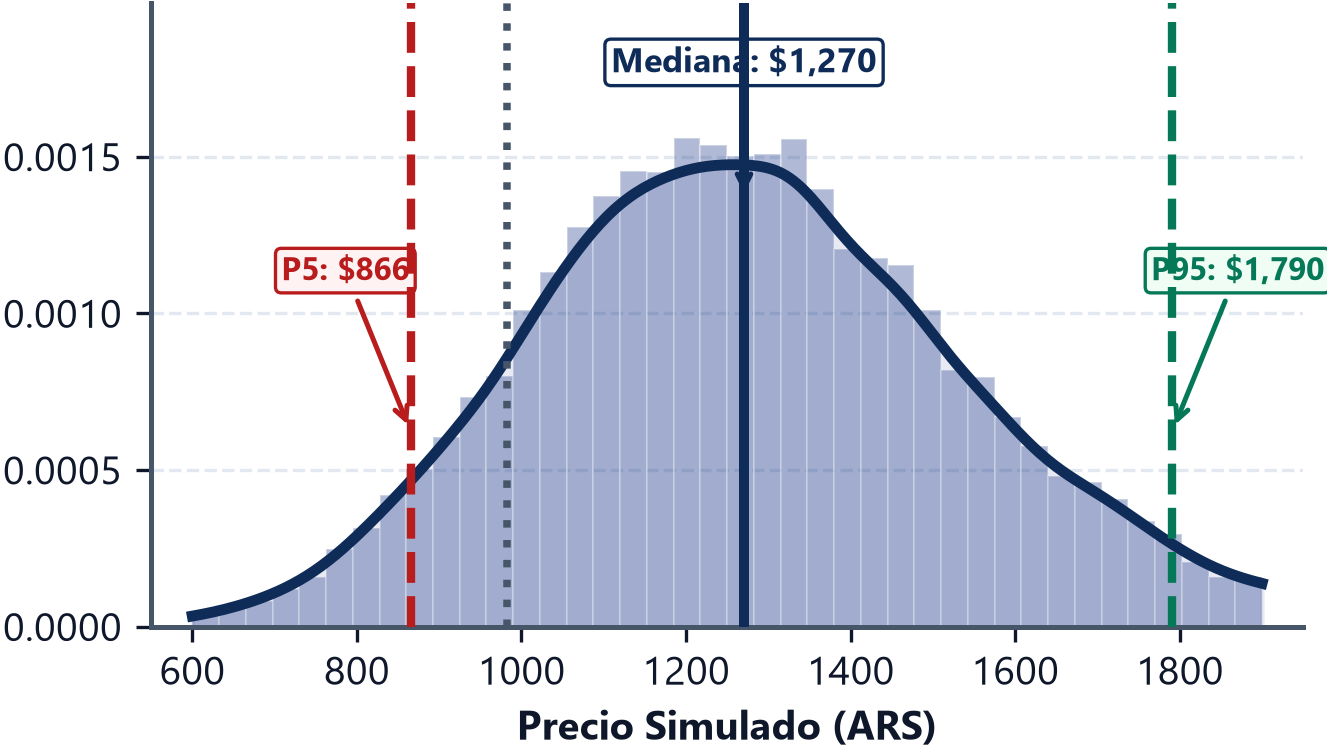 Mediana: $1,270
0.0015
P5: $866
P95: $1,790
0.0010
0.0005
0.0000
600 800 1000 1200 1400 1600 1800
Precio Simulado (ARS)